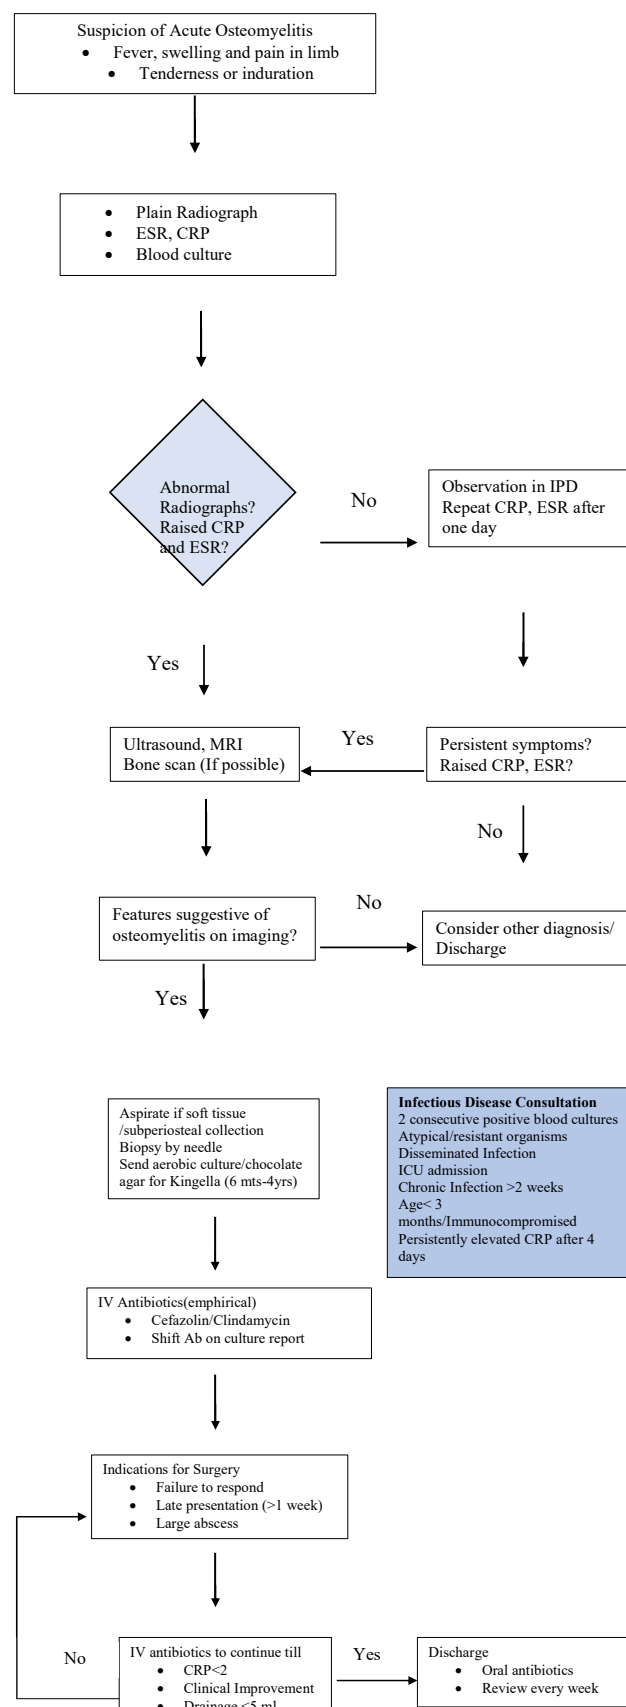 Suspicion of Acute Osteomyelitis
• Fever, swelling and pain in limb
• Tenderness or induration
• Plain Radiograph
• ESR, CRP
• Blood culture
Abnormal
Radiographs?
Raised CRP
and ESR?
No
Observation in IPD
Repeat CRP, ESR after
one day
Yes
Ultrasound, MRI
Bone scan (If possible)
Yes
Persistent symptoms?
Raised CRP, ESR?
No
Features suggestive of
osteomyelitis on imaging?
No
Consider other diagnosis/
Discharge
Yes
Aspirate if soft tissue
/subperiosteal collection
Biopsy by needle
Send aerobic culture/chocolate
agar for Kingella (6 mts-4yrs)
Infectious Disease Consultation
2 consecutive positive blood cultures
Atypical/resistant organisms
Disseminated Infection
ICU admission
Chronic Infection >2 weeks
Age< 3
months/Immunocompromised
Persistently elevated CRP after 4
days
IV Antibiotics(emphirical)
• Cefazolin/Clindamycin
• Shift Ab on culture report
Indications for Surgery
• Failure to respond
• Late presentation (>1 week)
• Large abscess
No
IV antibiotics to continue till
• CRP<2
• Clinical Improvement
• Drainage <5 ml
Yes
Discharge
• Oral antibiotics
• Review every week